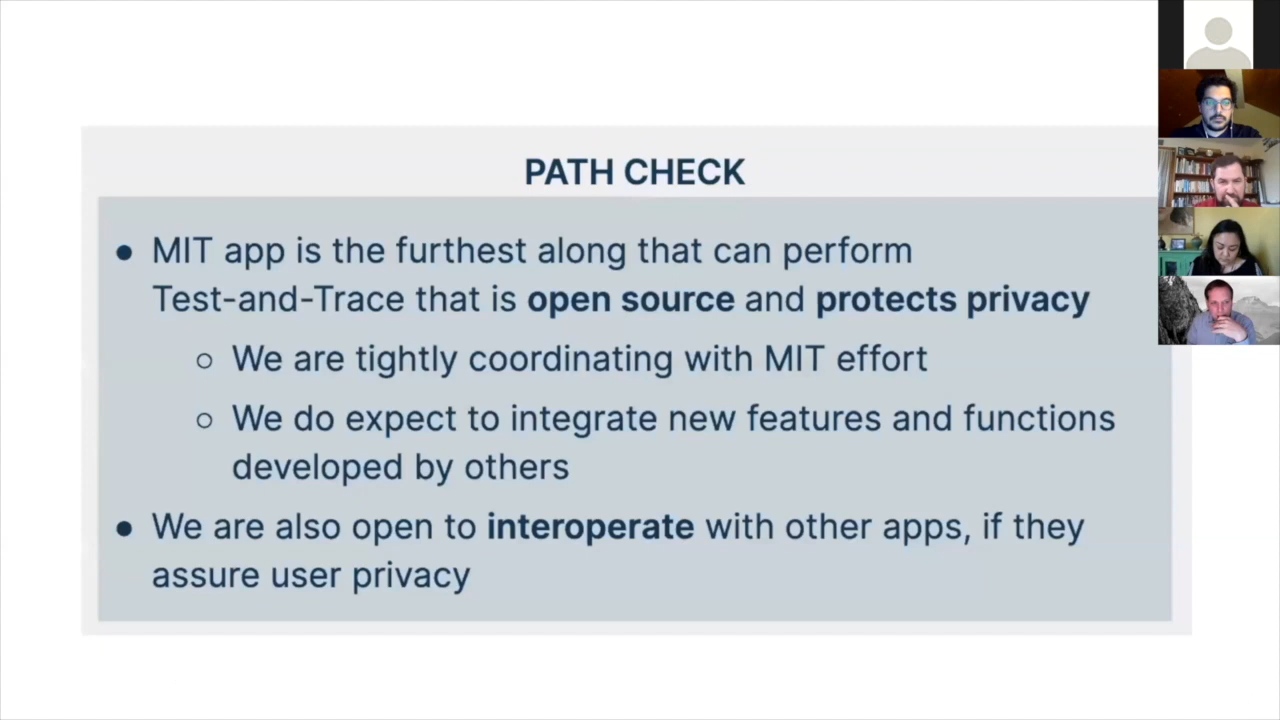 PATH CHECK
● MIT app is the furthest along that can perform
Test-and-Trace that is open source and protects privacy
○ We are tightly coordinating with MIT effort
○ We do expect to integrate new features and functions
developed by others
● We are also open to interoperate with other apps, if they
assure user privacy